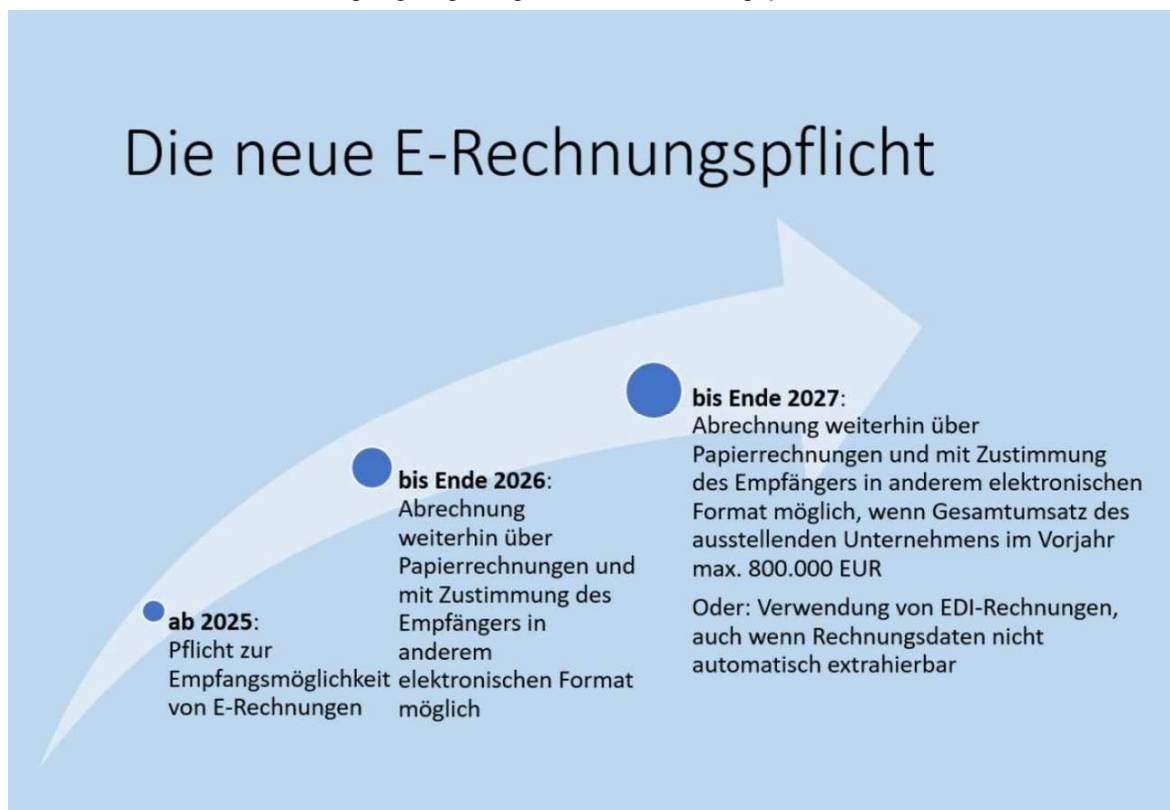 Die neue E-Rechnungspflicht
ab 2025:
Pflicht zur
Empfangsmöglichkeit
von E-Rechnungen
bis Ende 2026:
Abrechnung
weiterhin über
Papierrechnungen und
mit Zustimmung des
Empfängers in
anderem
elektronischen Format
möglich
bis Ende 2027:
Abrechnung weiterhin über
Papierrechnungen und mit Zustimmung
des Empfängers in anderem elektronischen
Format möglich, wenn Gesamtumsatz des
ausstellenden Unternehmens im Vorjahr
max. 800.000 EUR
Oder: Verwendung von EDI-Rechnungen,
auch wenn Rechnungsdaten nicht
automatisch extrahierbar